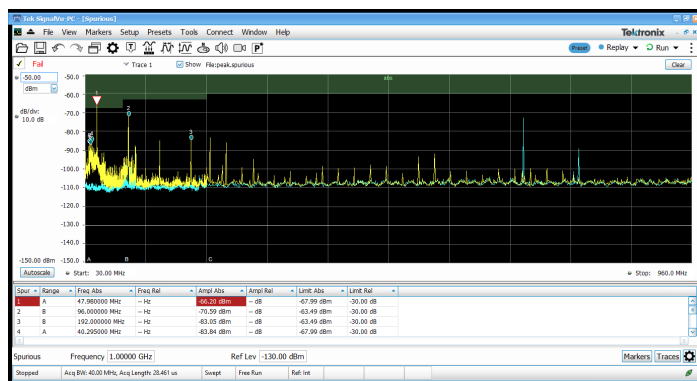 Tek SignalVu-PC - [Spurious]
File View Markers Setup Presets Tools Connect Window Help
Tektronix
Preset Replay Run
Fail Trace 1 Show File:peak.spurious Clear
-50.00
dBm
dB/div:
10.0 dB
-50.0
-60.0
-70.0
-80.0
-90.0
-100.0
-110.0
-120.0
-130.0
-140.0
-150.00 dBm -150.0
abs
1
2
3
A B C
Autoscale Start: 30.00 MHz Stop: 960.0 MHz
Spur Range Freq Abs Freq Rel Ampl Abs Ampl Rel Limit Abs Limit Rel
1 A 47.980000 MHz -- Hz -66.20 dBm -- dB -67.99 dBm -30.00 dB
2 B 96.000000 MHz -- Hz -70.59 dBm -- dB -63.49 dBm -30.00 dB
3 B 192.000000 MHz -- Hz -83.05 dBm -- dB -63.49 dBm -30.00 dB
4 A 40.295000 MHz -- Hz -83.84 dBm -- dB -67.99 dBm -30.00 dB
Spurious Frequency 1.00000 GHz Ref Lev -130.00 dBm Markers Traces
Stopped Acq BW: 40.00 MHz, Acq Length: 28.461 us Swept Free Run Ref: Int